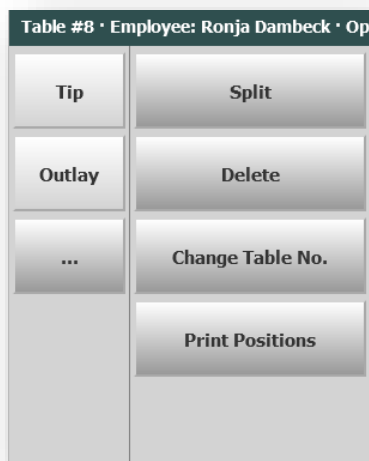 Table #8 · Employee: Ronja Dambeck · Op
Tip
Split
Outlay
Delete
...
Change Table No.
Print Positions